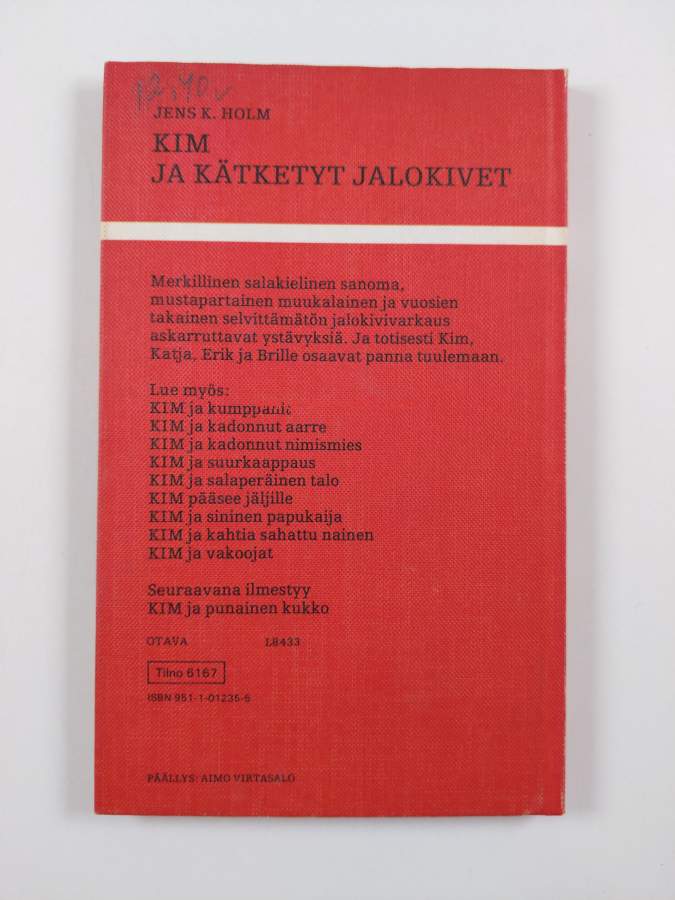 12,40
JENS K. HOLM
KIM
JA KÄTKETYT JALOKIVET
Merkillinen salakielinen sanoma,
mustapartainen muukalainen ja vuosien
takainen selvittämätön jalokivivarkaus
askarruttavat ystävyksiä. Ja totisesti Kim,
Katja, Erik ja Brille osaavat panna tuulemaan.
Lue myös:
KIM ja kumppanit
KIM ja kadonnut aarre
KIM ja kadonnut nimismies
KIM ja suurkaappaus
KIM ja salaperäinen talo
KIM pääsee jäljille
KIM ja sininen papukaija
KIM ja kahtia sahattu nainen
KIM ja vakoojat
Seuraavana ilmestyy
KIM ja punainen kukko
OTAVA L8433
Tilno 6167
ISBN 951-1-01235-6
PÄÄLLYS: AIMO VIRTASALO